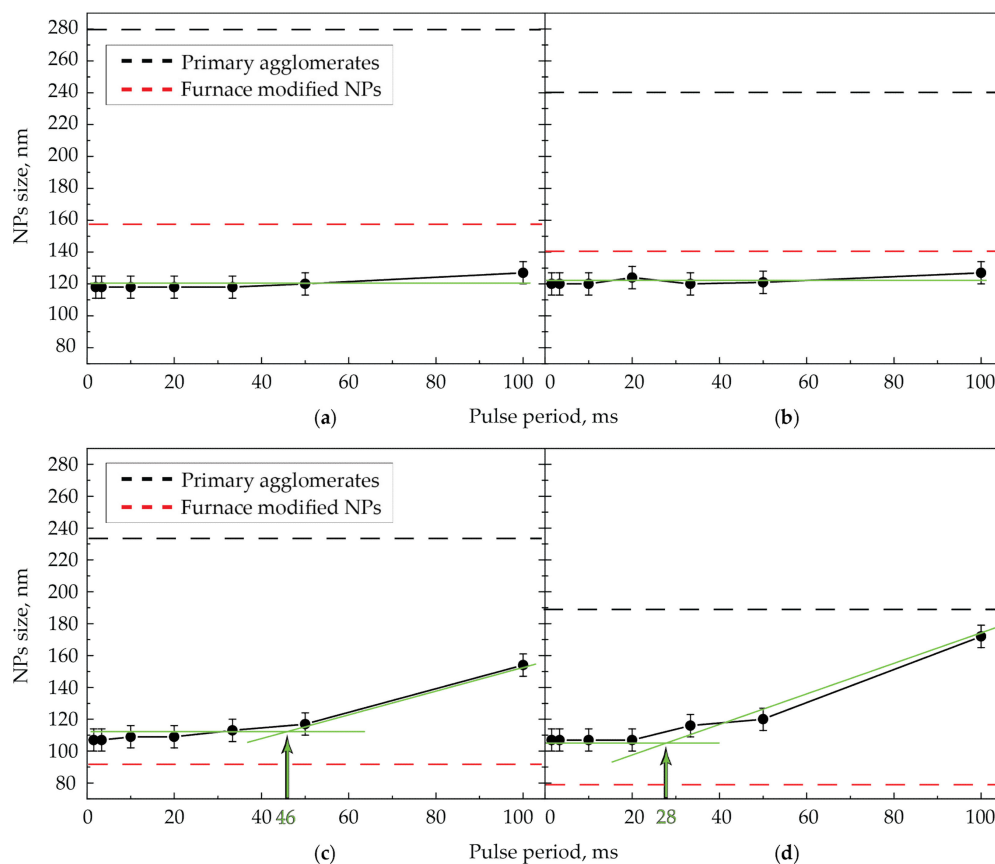 280
260
240
220
200
180
160
140
120
100
80
NPs size, nm
Primary agglomerates
Furnace modified NPs
0 20 40 60 80 100
0 20 40 60 80 100
(a) Pulse period, ms (b)
280
260
240
220
200
180
160
140
120
100
80
NPs size, nm
Primary agglomerates
Furnace modified NPs
46
28
0 20 40 60 80 100
0 20 40 60 80 100
(c) Pulse period, ms (d)